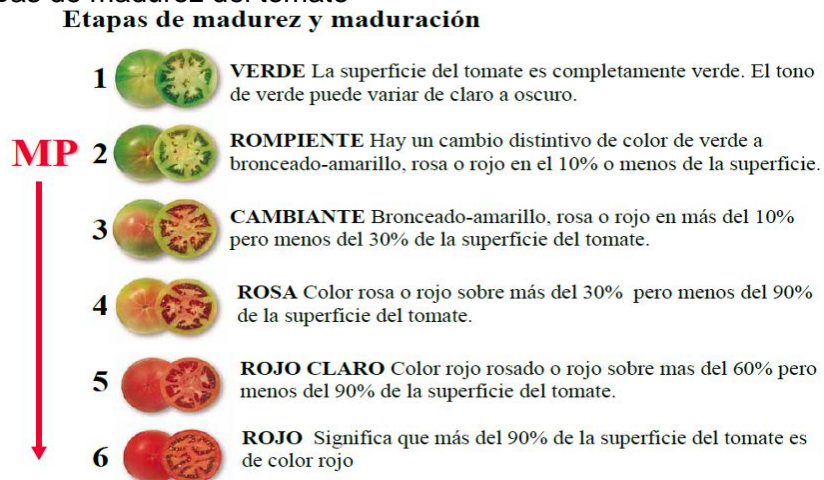 de madurez del tomate
Etapas de madurez y maduración
1 VERDE La superficie del tomate es completamente verde. El tono
de verde puede variar de claro a oscuro.
MP 2 ROMPIENTE Hay un cambio distintivo de color de verde a
bronceado-amarillo, rosa o rojo en el 10% o menos de la superficie.
3 CAMBIANTE Bronceado-amarillo, rosa o rojo en más del 10%
pero menos del 30% de la superficie del tomate.
4 ROSA Color rosa o rojo sobre más del 30% pero menos del 90%
de la superficie del tomate.
5 ROJO CLARO Color rojo rosado o rojo sobre mas del 60% pero
menos del 90% de la superficie del tomate.
6 ROJO Significa que más del 90% de la superficie del tomate es
de color rojo